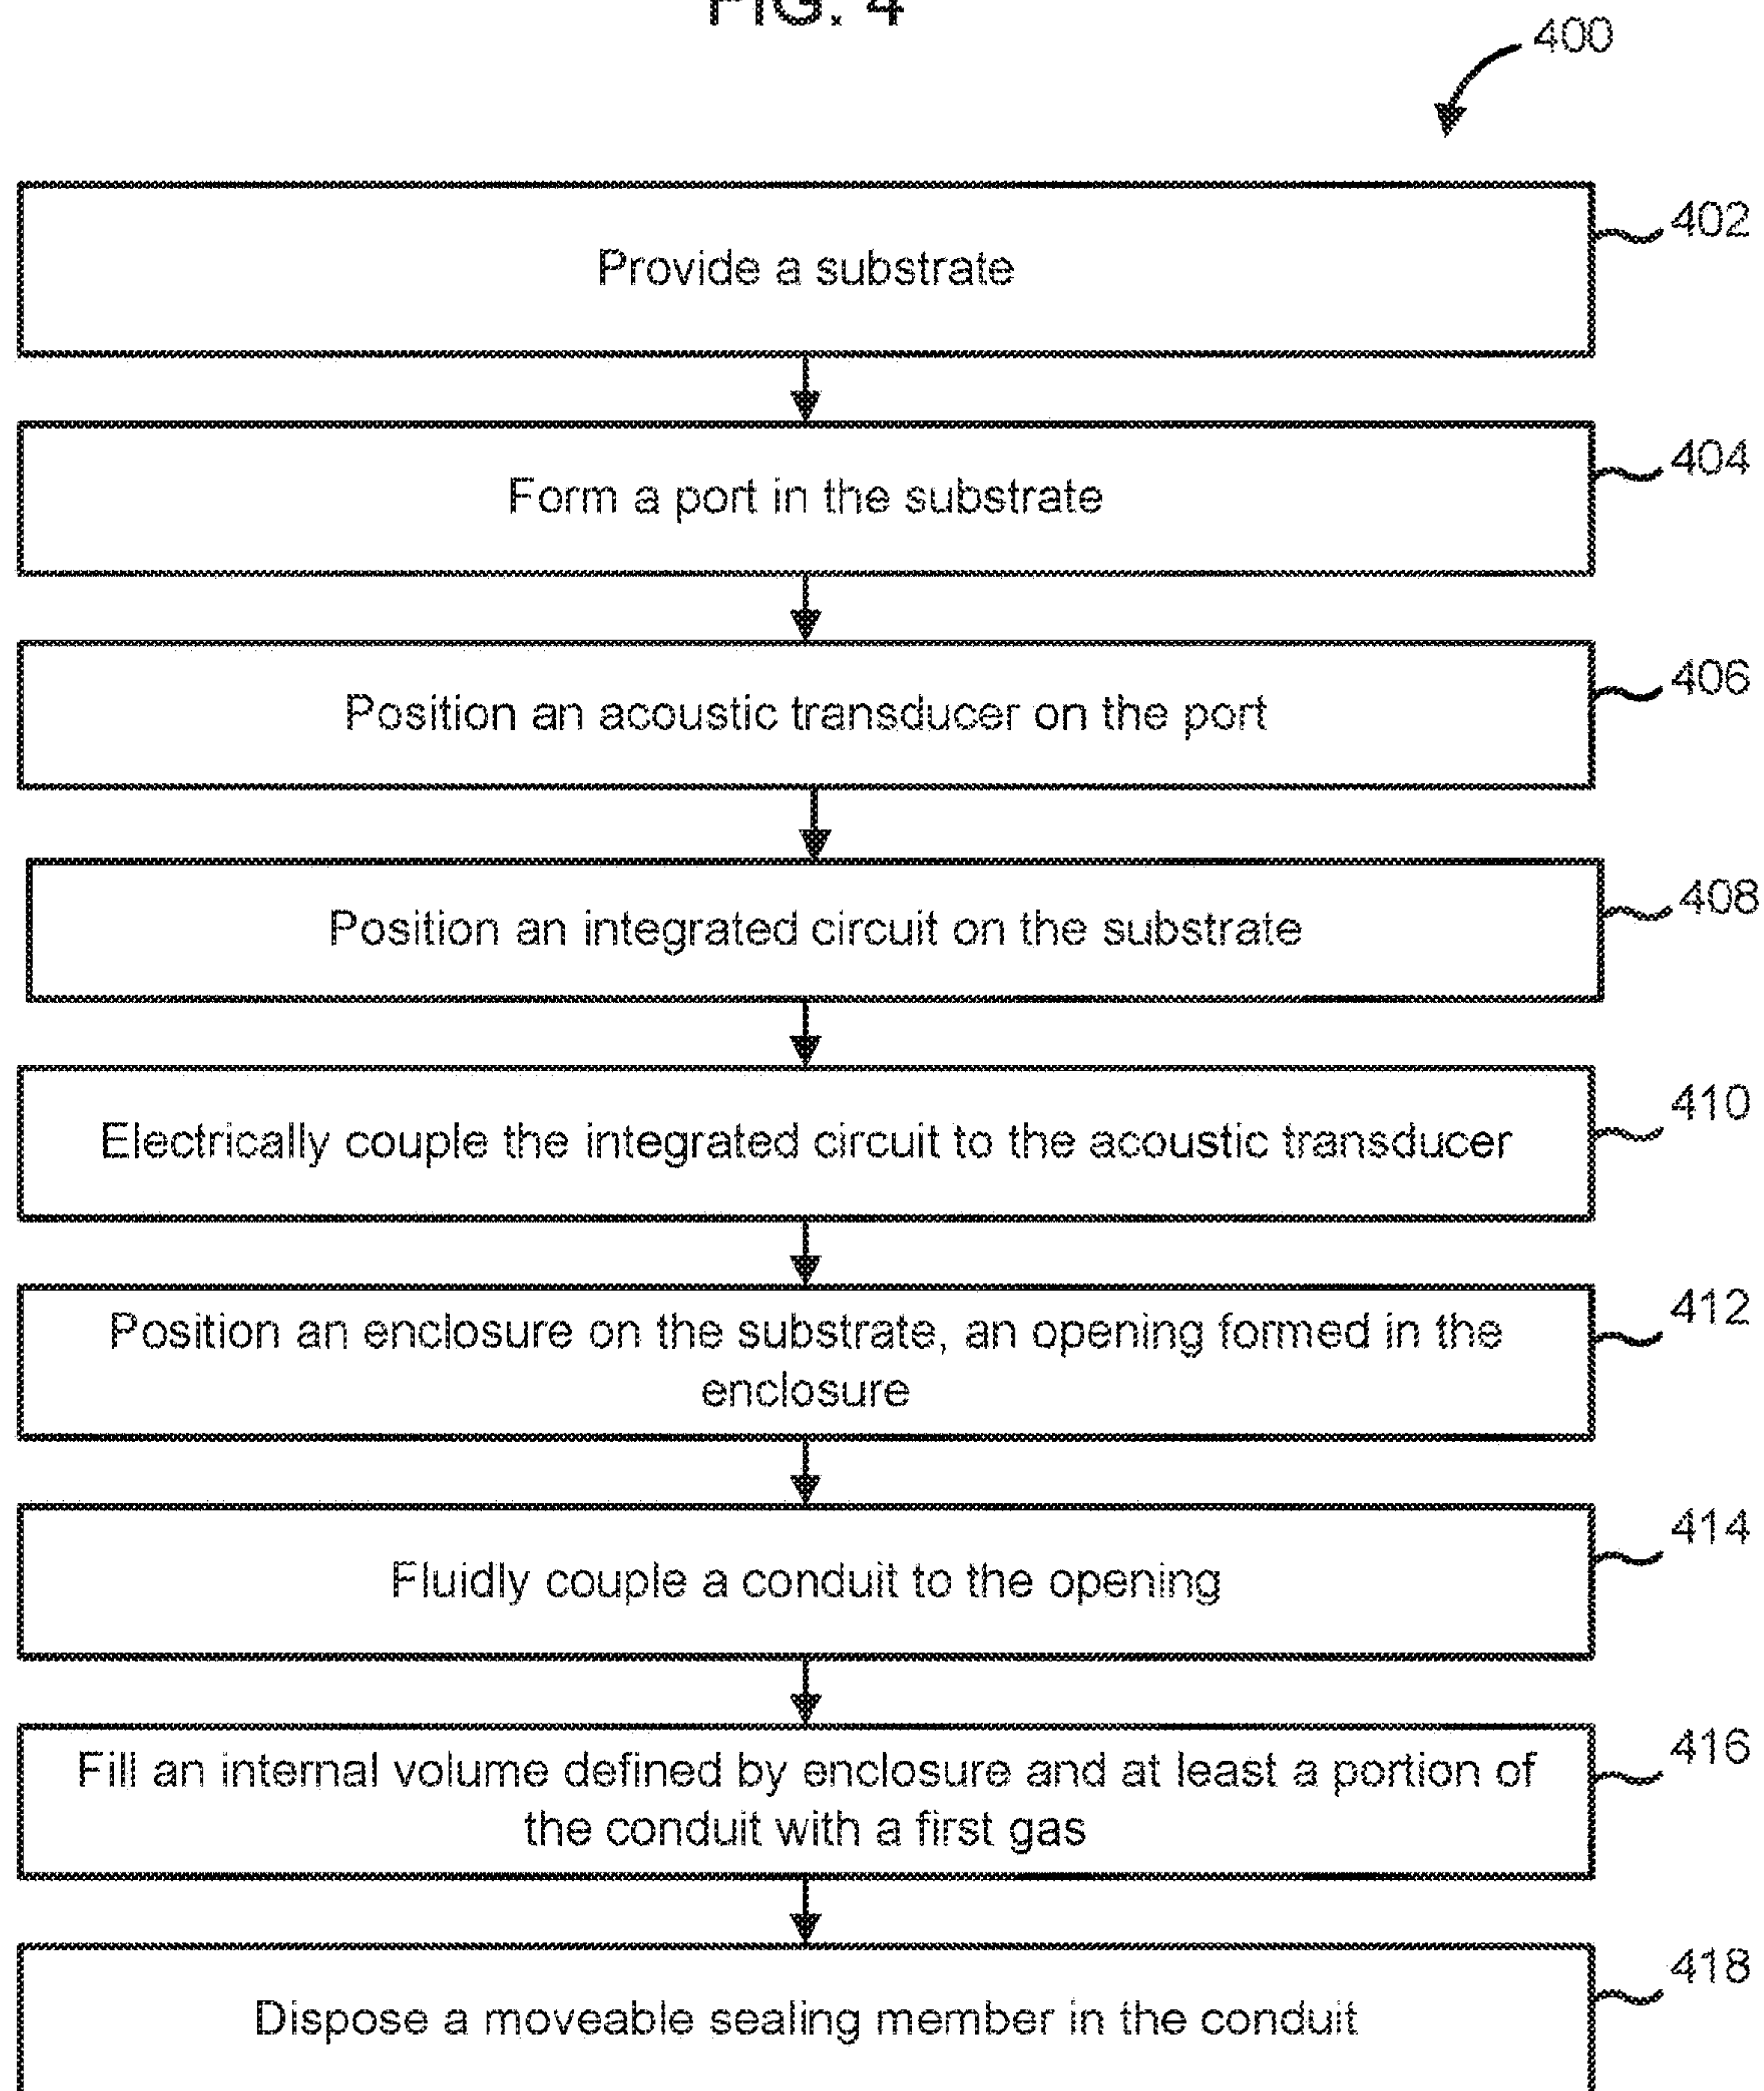 FIG. 4
400
Provide a substrate
402
Form a port in the substrate
404
Position an acoustic transducer on the port
406
Position an integrated circuit on the substrate
408
Electrically couple the integrated circuit to the acoustic transducer
410
Position an enclosure on the substrate, an opening formed in the
enclosure
412
Fluidly couple a conduit to the opening
414
Fill an internal volume defined by enclosure and at least a portion of
the conduit with a first gas
416
Dispose a moveable sealing member in the conduit
418